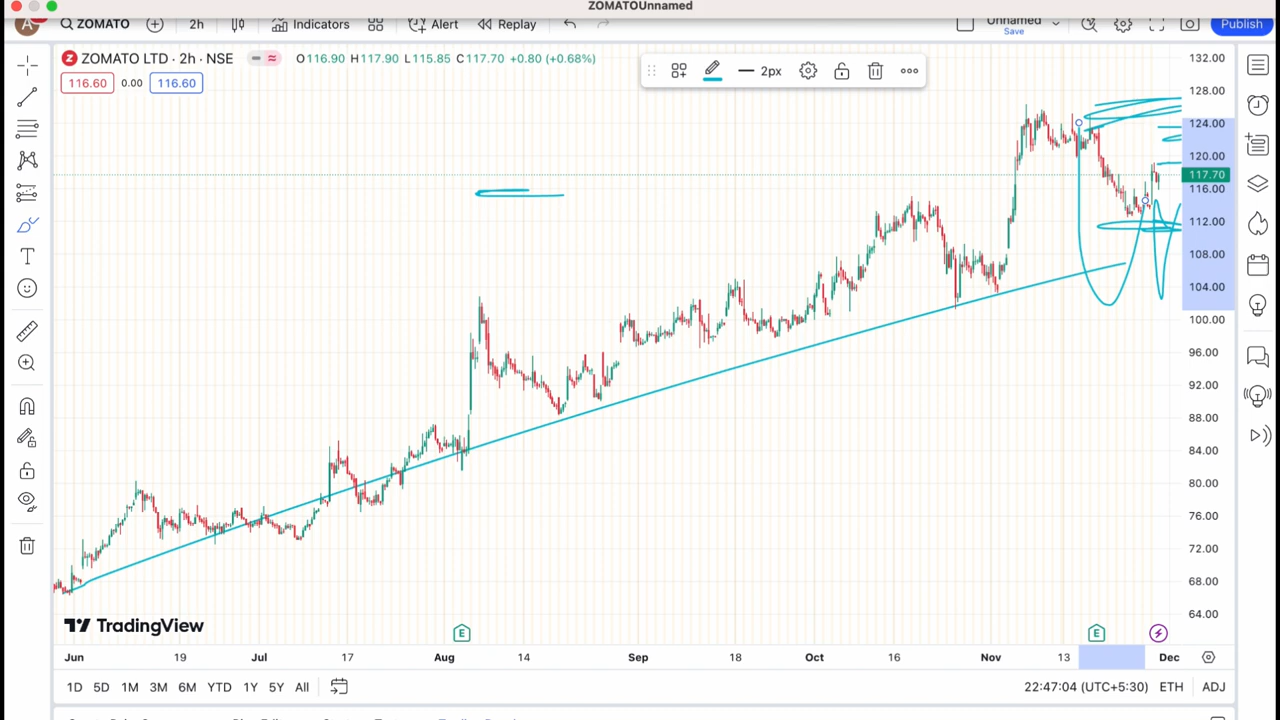 ZOMATOUnnamed
A ZOMATO 2h Indicators Alert Replay Unnamed Save Publish
Z ZOMATO LTD · 2h · NSE O116.90 H117.90 L115.85 C117.70 +0.80 (+0.68%)
116.60 0.00 116.60
2px
132.00
128.00
124.00
120.00
117.70
116.00
112.00
108.00
104.00
100.00
96.00
92.00
88.00
84.00
80.00
76.00
72.00
68.00
64.00
TradingView
E E
Jun 19 Jul 17 Aug 14 Sep 18 Oct 16 Nov 13 Dec
1D 5D 1M 3M 6M YTD 1Y 5Y All 22:47:04 (UTC+5:30) ETH ADJ